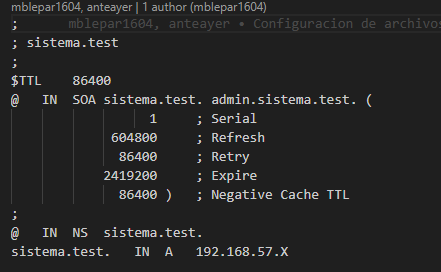 mblepar1604, anteayer | 1 author (mblepar1604)
; mblepar1604, anteayer • Configuracion de archivos
; sistema.test
;
$TTL 86400
@ IN SOA sistema.test. admin.sistema.test. (
1 ; Serial
604800 ; Refresh
86400 ; Retry
2419200 ; Expire
86400 ) ; Negative Cache TTL
;
@ IN NS sistema.test.
sistema.test. IN A 192.168.57.X